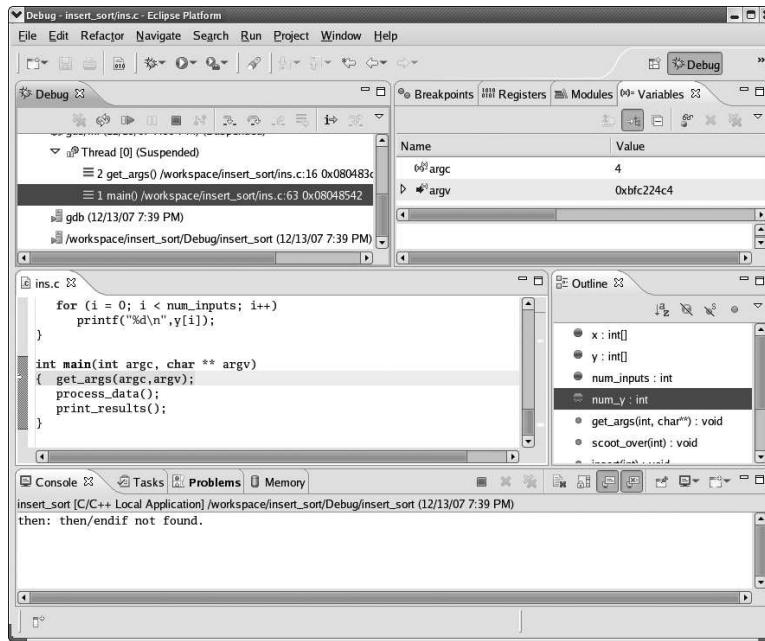 Debug - insert_sort/ins.c - Eclipse Platform
File Edit Refactor Navigate Search Run Project Window Help
Debug
Debug
Breakpoints Registers Modules (x)= Variables
Thread [0] (Suspended)
2 get_args() /workspace/insert_sort/ins.c:16 0x080483c
1 main() /workspace/insert_sort/ins.c:63 0x08048542
gdb (12/13/07 7:39 PM)
/workspace/insert_sort/Debug/insert_sort (12/13/07 7:39 PM)
Name Value
argc 4
argv 0xbfc224c4
ins.c
for (i = 0; i < num_inputs; i++)
printf("%d\n",y[i]);
}
int main(int argc, char ** argv)
{ get_args(argc,argv);
process_data();
print_results();
}
Outline
x : int[]
y : int[]
num_inputs : int
num_y : int
get_args(int, char**) : void
scoot_over(int) : void
Console Tasks Problems Memory
insert_sort [C/C++ Local Application] /workspace/insert_sort/Debug/insert_sort (12/13/07 7:39 PM)
then: then/endif not found.